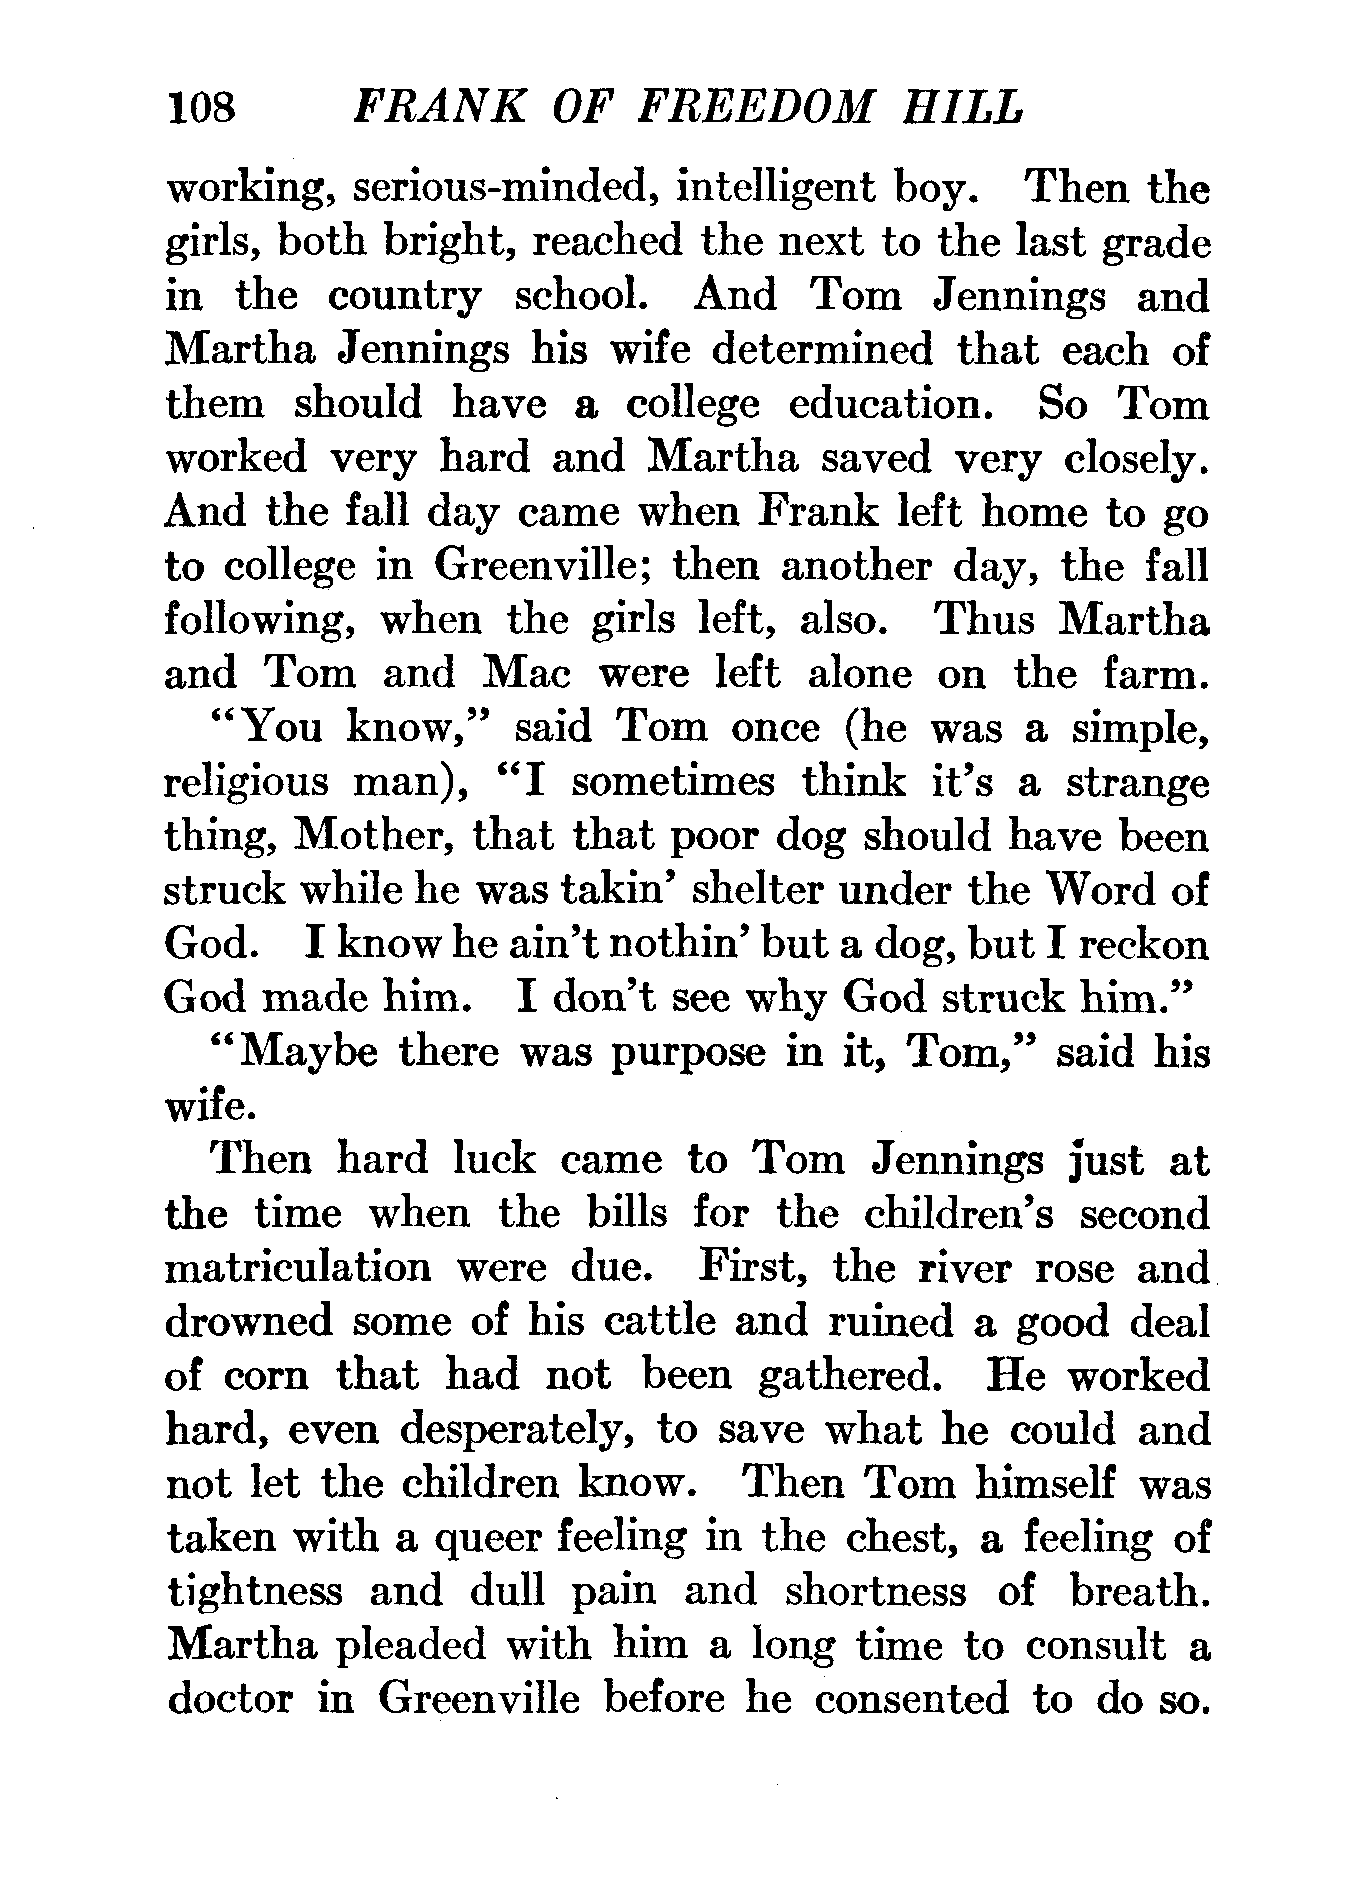 108 FRANK OF FREEDOM HILL
working, serious-minded, intelligent boy. Then the
girls, both bright, reached the next to the last grade
in the country school. And Tom Jennings and
Martha Jennings his wife determined that each of
them should have a college education. So Tom
worked very hard and Martha saved very closely.
And the fall day came when Frank left home to go
to college in Greenville; then another day, the fall
following, when the girls left, also. Thus Martha
and Tom and Mac were left alone on the farm.
"You know," said Tom once (he was a simple,
religious man), "I sometimes think it's a strange
thing, Mother, that that poor dog should have been
struck while he was takin' shelter under the Word of
God. I know he ain't nothin' but a dog, but I reckon
God made him. I don't see why God struck him."
"Maybe there was purpose in it, Tom," said his
wife.
Then hard luck came to Tom Jennings just at
the time when the bills for the children's second
matriculation were due. First, the river rose and
drowned some of his cattle and ruined a good deal
of corn that had not been gathered. He worked
hard, even desperately, to save what he could and
not let the children know. Then Tom himself was
taken with a queer feeling in the chest, a feeling of
tightness and dull pain and shortness of breath.
Martha pleaded with him a long time to consult a
doctor in Greenville before he consented to do so.